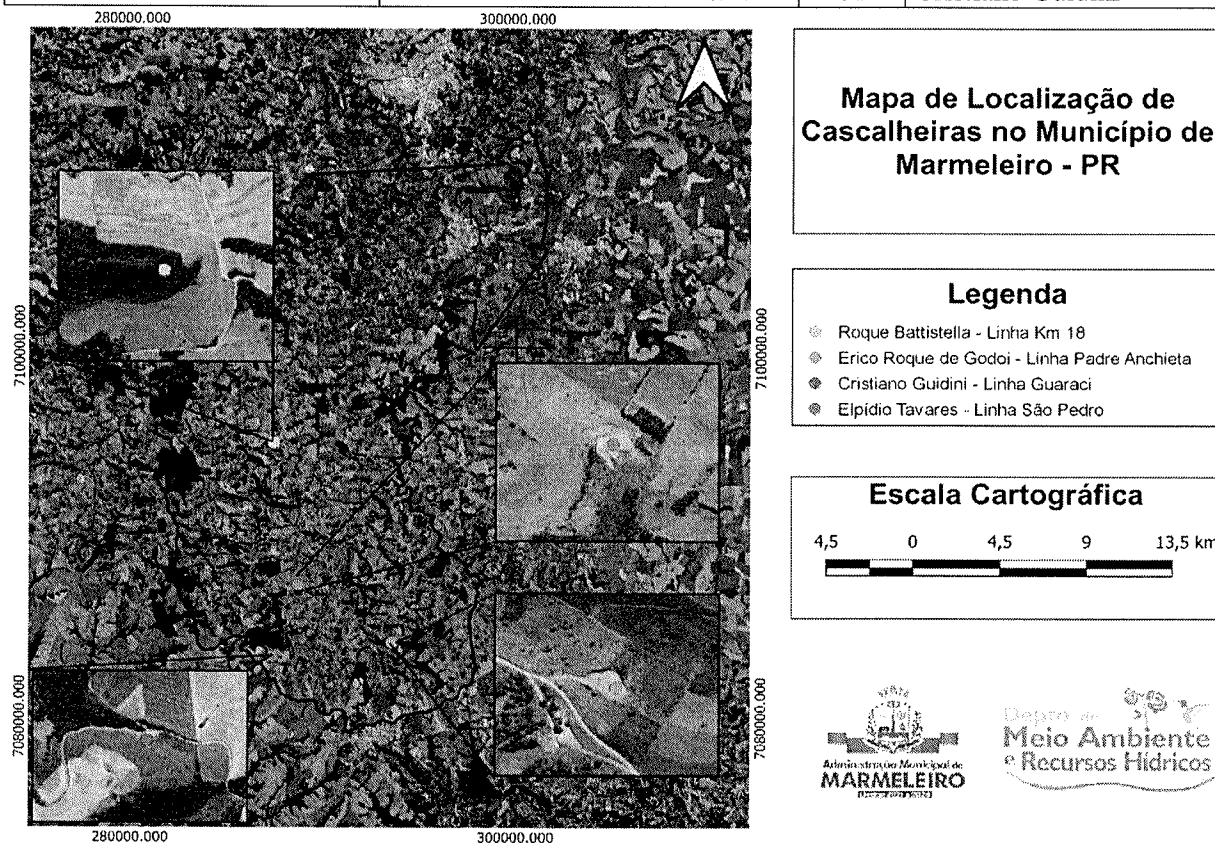 280000.000
300000.000
7100000.000
7100000.000
7080000.000
7080000.000
280000.000
300000.000
Mapa de Localização de
Cascalheiras no Município de
Marmeleiro - PR
Legenda
Roque Battistella - Linha Km 18
Erico Roque de Godoi - Linha Padre Anchieta
Cristiano Guidini - Linha Guaraci
Elpídio Tavares - Linha São Pedro
Escala Cartográfica
4,5 0 4,5 9 13,5 km
Administração Municipal de
MARMELEIRO
Depto de
Meio Ambiente
e Recursos Hídricos